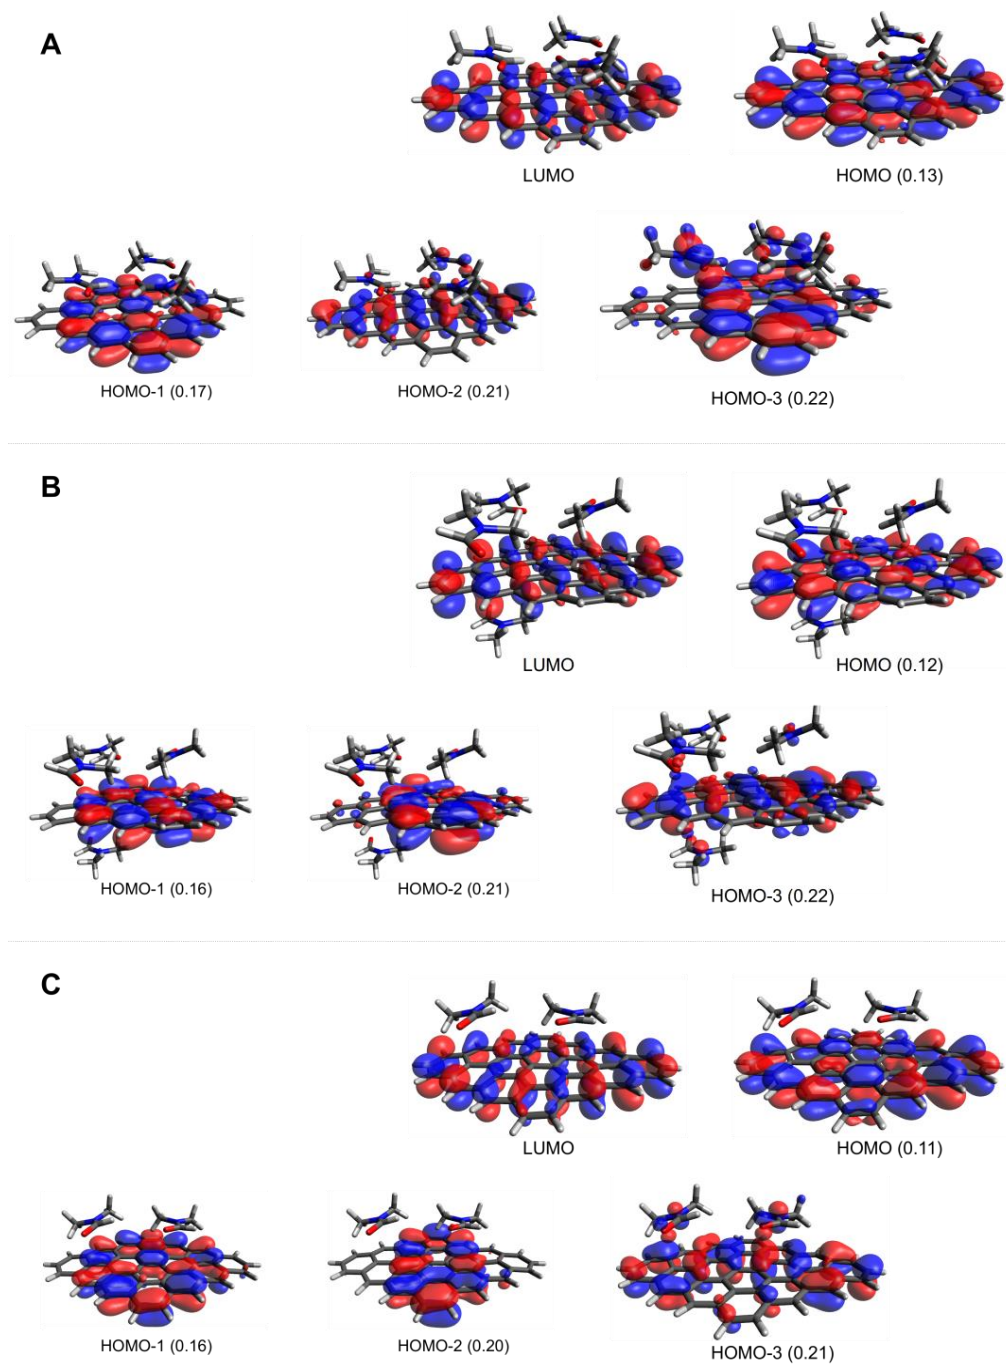 A
LUMO
HOMO (0.13)
HOMO-1 (0.17)
HOMO-2 (0.21)
HOMO-3 (0.22)
B
LUMO
HOMO (0.12)
HOMO-1 (0.16)
HOMO-2 (0.21)
HOMO-3 (0.22)
C
LUMO
HOMO (0.11)
HOMO-1 (0.16)
HOMO-2 (0.20)
HOMO-3 (0.21)